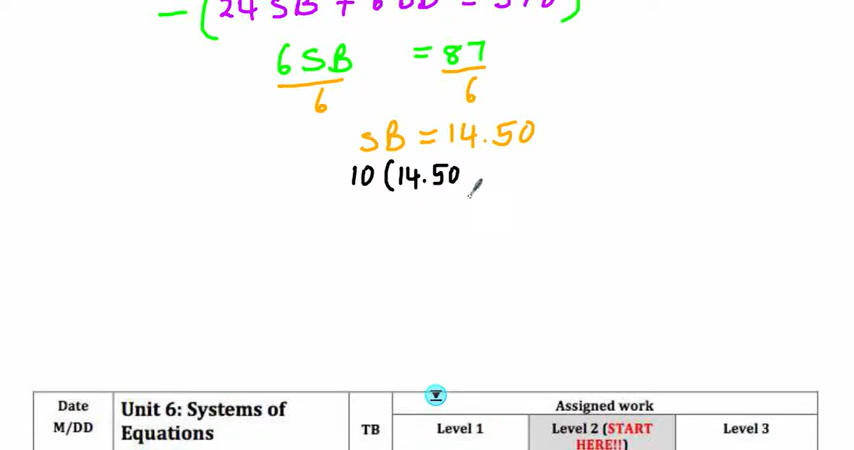 6SB = 87
6 6
SB = 14.50
10 (14.50
Date
M/DD
Unit 6: Systems of
Equations
TB
Assigned work
Level 1
Level 2 (START
HERE!!)
Level 3